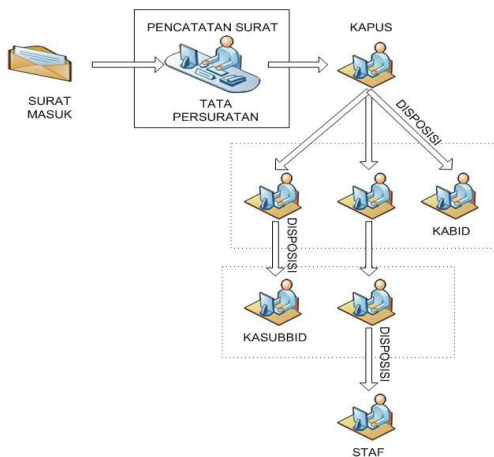 PENCATATAN SURAT
KAPUS
SURAT
MASUK
TATA
PERSURATAN
DISPOSISI
KABID
DISPOSISI
KASUBBID
DISPOSISI
STAF